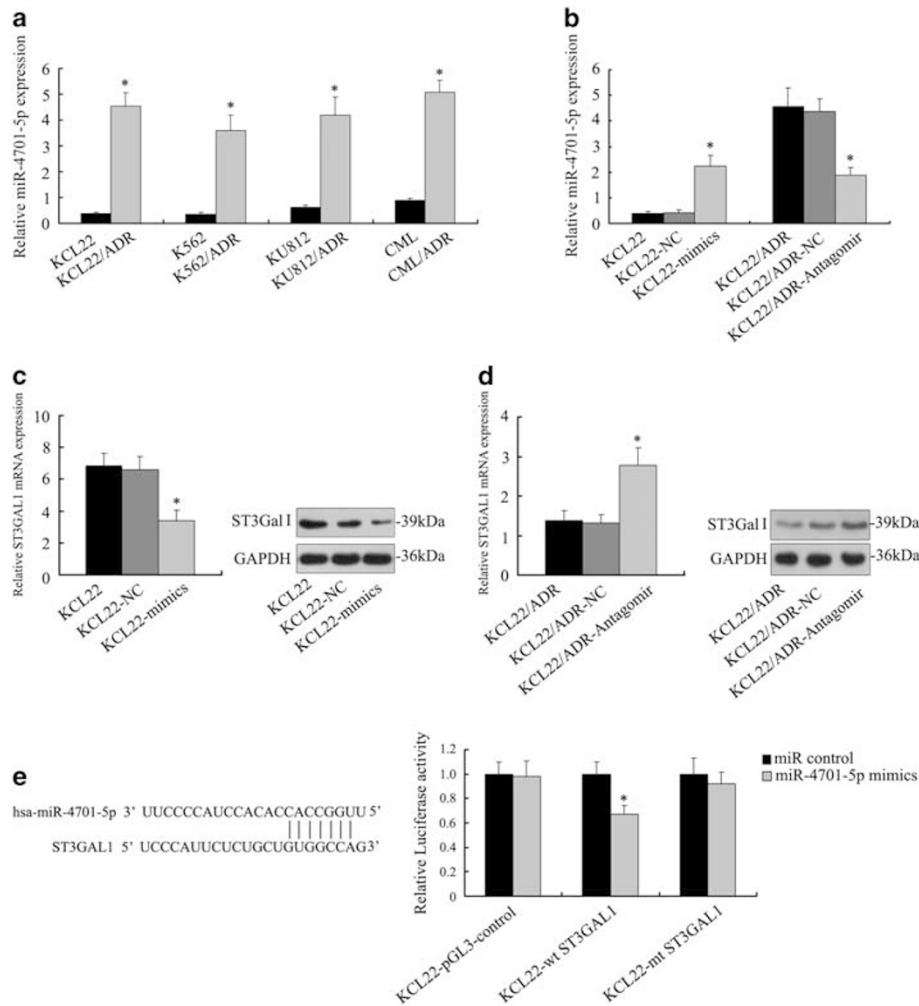 a
Relative miR-4701-5p expression
6
5
4
3
2
1
0
*
*
*
*
KCL22
KCL22/ADR
K562
K562/ADR
KU812
KU812/ADR
CML
CML/ADR
b
Relative miR-4701-5p expression
6
5
4
3
2
1
0
*
*
KCL22
KCL22-NC
KCL22-mimics
KCL22/ADR
KCL22/ADR-NC
KCL22/ADR-Antagomir
c
Relative ST3GAL1 mRNA expression
10
8
6
4
2
0
*
KCL22
KCL22-NC
KCL22-mimics
ST3Gal I -39kDa
GAPDH -36kDa
KCL22
KCL22-NC
KCL22-mimics
d
Relative ST3GAL1 mRNA expression
4
3
2
1
0
*
KCL22/ADR
KCL22/ADR-NC
KCL22/ADR-Antagomir
ST3Gal I -39kDa
GAPDH -36kDa
KCL22/ADR
KCL22/ADR-NC
KCL22/ADR-Antagomir
e
hsa-miR-4701-5p 3' UUCCCCAUCCACACCACCGGUU 5'
ST3GAL1 5' UCCCAUUCUCUGCUGUGGCCAG3'
Relative Luciferase activity
1.2
1.0
0.8
0.6
0.4
0.2
0
*
KCL22-pGL3-control
KCL22-wt ST3GAL1
KCL22-mt ST3GAL1
miR control
miR-4701-5p mimics